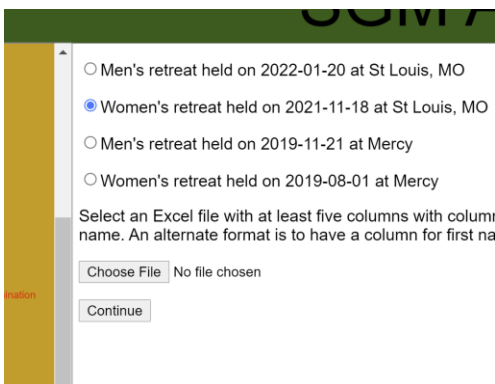 Men's retreat held on 2022-01-20 at St Louis, MO
Women's retreat held on 2021-11-18 at St Louis, MO
Men's retreat held on 2019-11-21 at Mercy
Women's retreat held on 2019-08-01 at Mercy
Select an Excel file with at least five columns with
name. An alternate format is to have a column for first
Choose File No file chosen
Continue